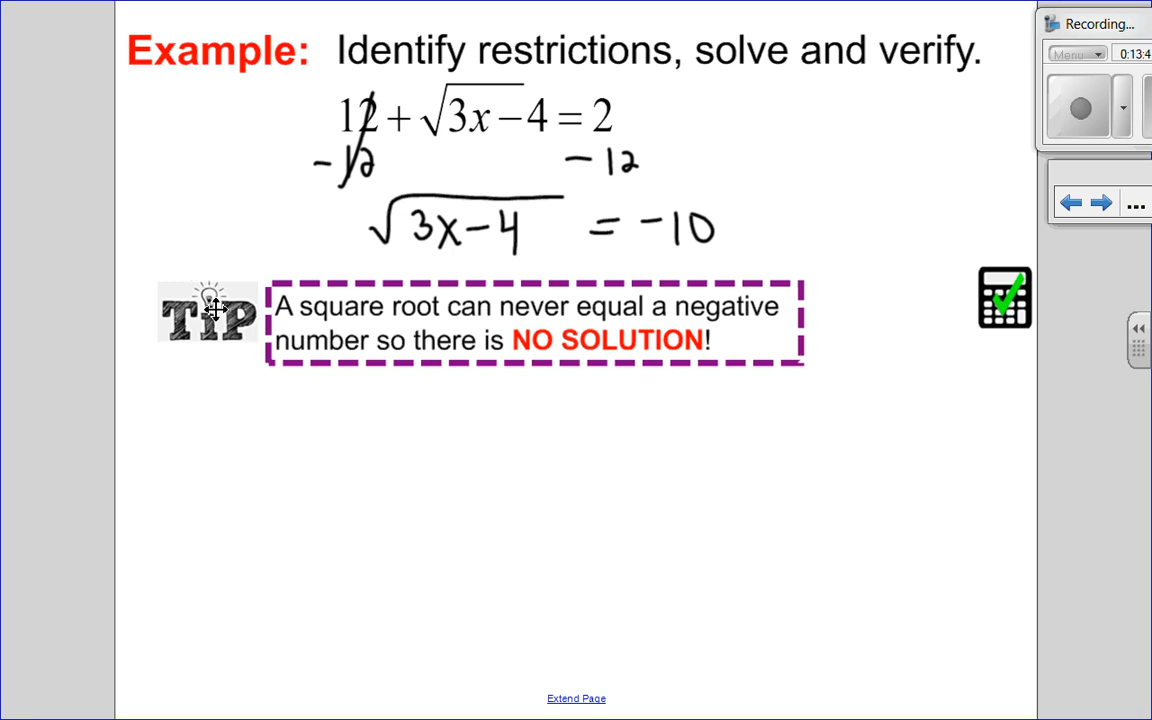 Recording...
Menu 0:13:4
Example: Identify restrictions, solve and verify.
12 + √3x − 4 = 2
− 12 − 12
√3x − 4 = −10
TiP
A square root can never equal a negative
number so there is NO SOLUTION!
...
Extend Page